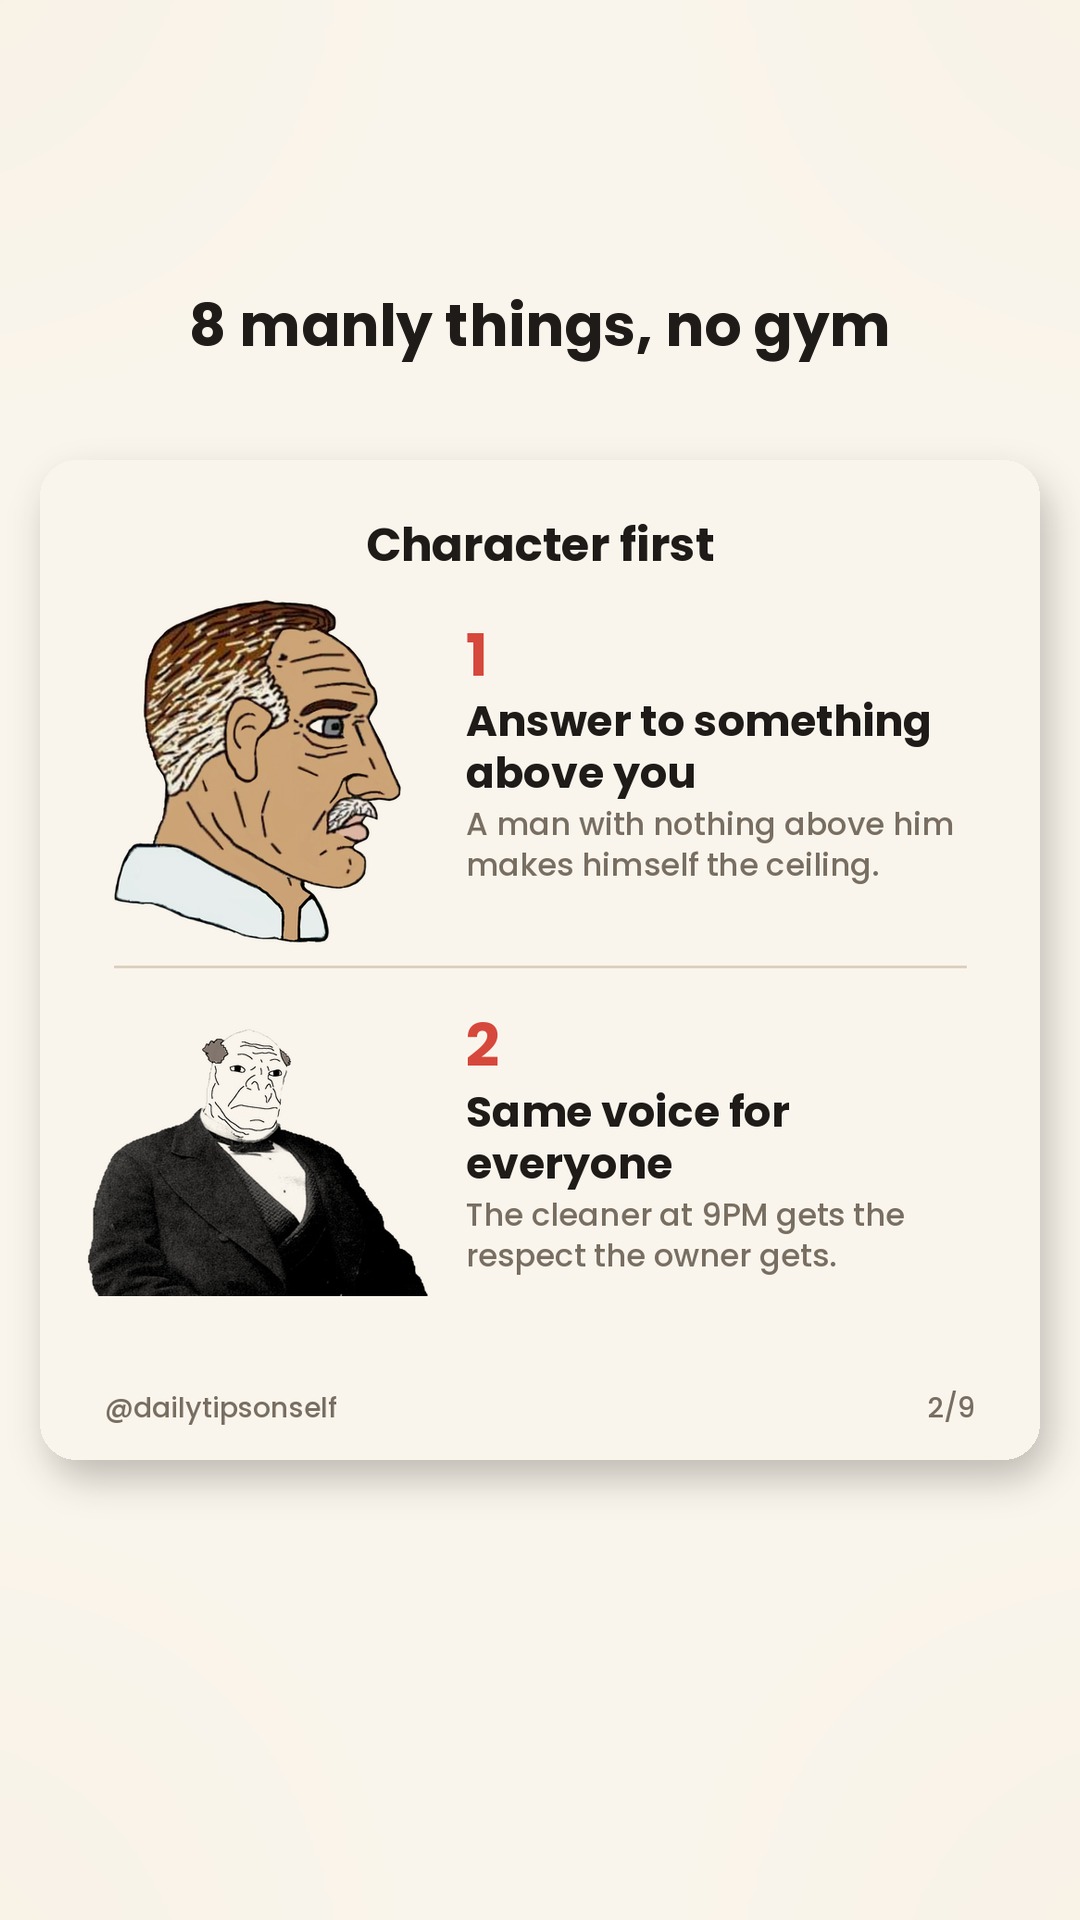 8 manly things, no gym
Character first
1
Answer to something
above you
A man with nothing above him
makes himself the ceiling.
2
Same voice for
everyone
The cleaner at 9PM gets the
respect the owner gets.
@dailytipsonself
2/9